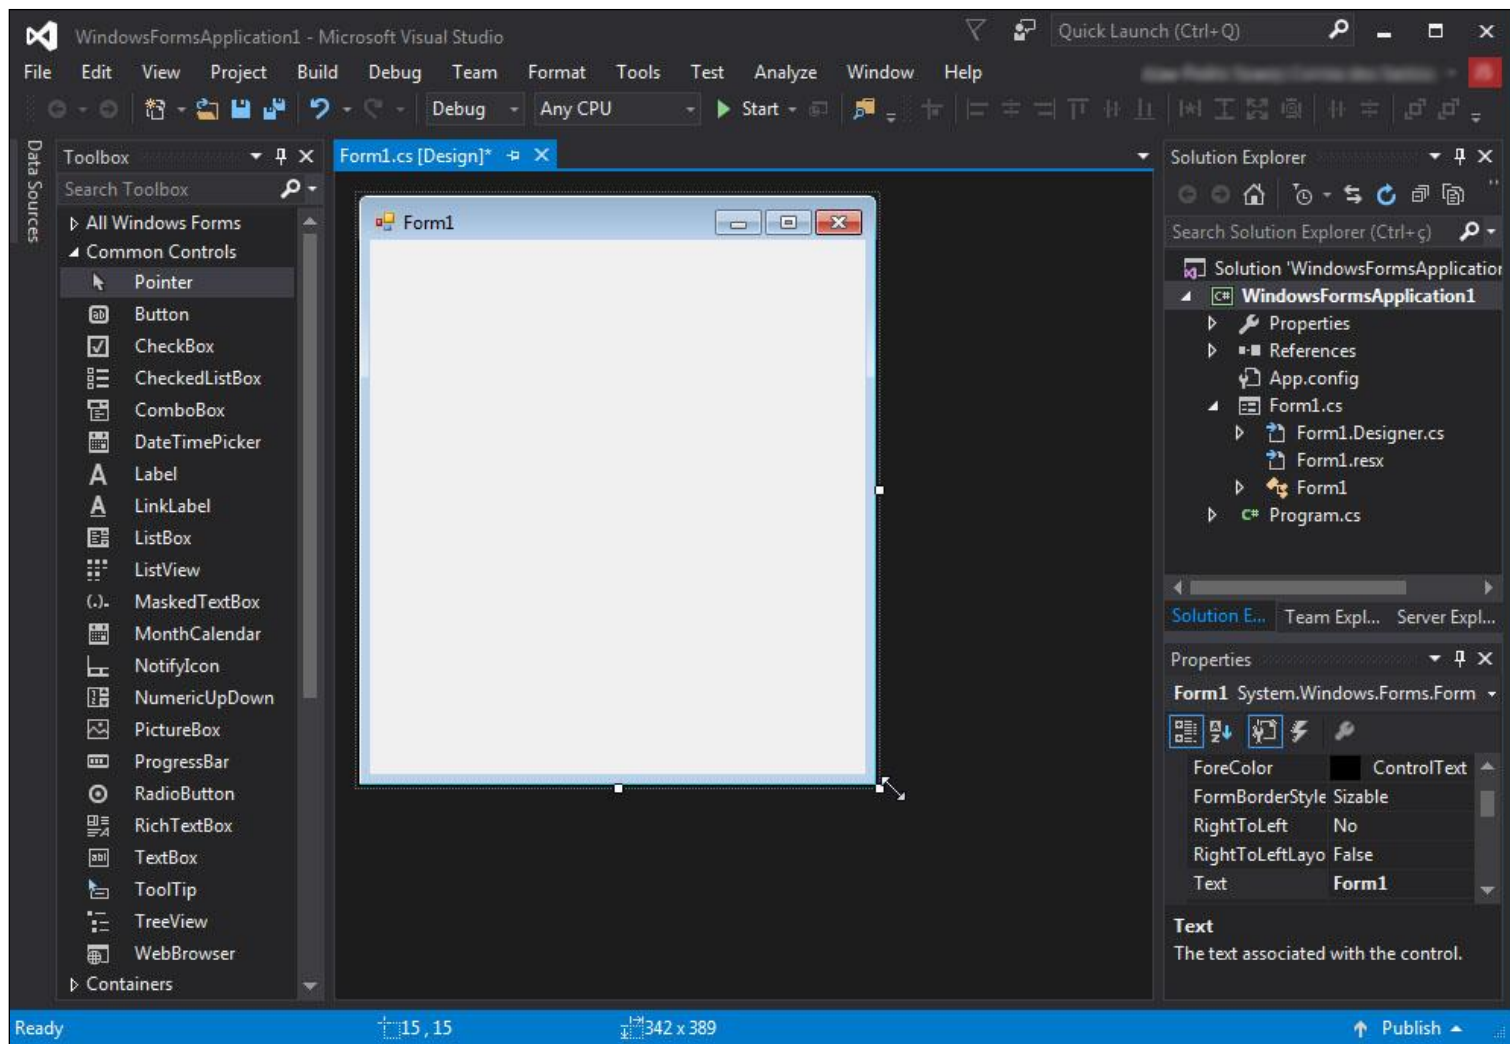 WindowsFormsApplication1 - Microsoft Visual Studio
Quick Launch (Ctrl+Q)
File Edit View Project Build Debug Team Format Tools Test Analyze Window Help
Debug Any CPU Start
Data Sources
Toolbox
Search Toolbox
All Windows Forms
Common Controls
Pointer
Button
CheckBox
CheckedListBox
ComboBox
DateTimePicker
Label
LinkLabel
ListBox
ListView
MaskedTextBox
MonthCalendar
NotifyIcon
NumericUpDown
PictureBox
ProgressBar
RadioButton
RichTextBox
TextBox
ToolTip
TreeView
WebBrowser
Containers
Form1.cs [Design]*
Form1
Solution Explorer
Search Solution Explorer (Ctrl+ç)
Solution 'WindowsFormsApplication
WindowsFormsApplication1
Properties
References
App.config
Form1.cs
Form1.Designer.cs
Form1.resx
Form1
Program.cs
Solution E... Team Expl... Server Expl...
Properties
Form1 System.Windows.Forms.Form
ForeColor ControlText
FormBorderStyle Sizable
RightToLeft No
RightToLeftLayo False
Text Form1
Text
The text associated with the control.
Ready 15 , 15 342 x 389 Publish